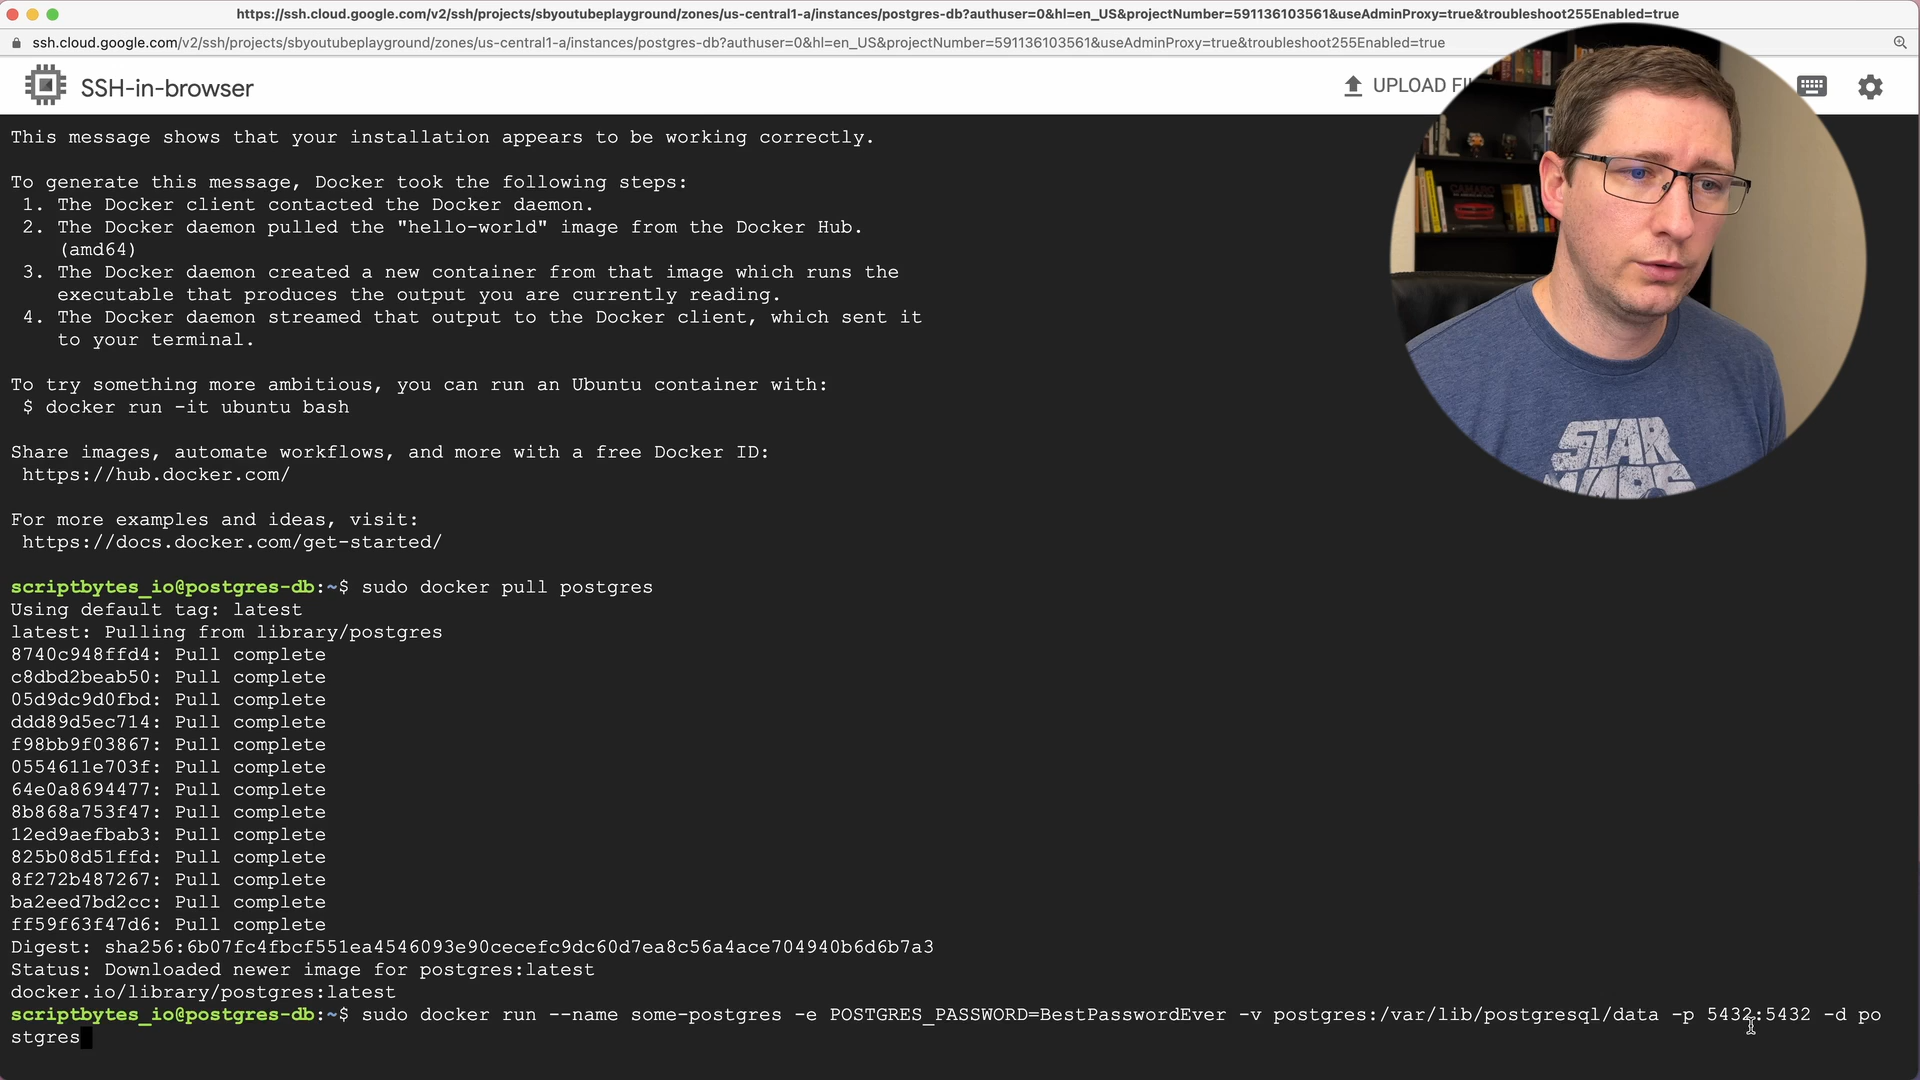 https://ssh.cloud.google.com/v2/ssh/projects/sbyoutubeplayground/zones/us-central1-a/instances/postgres-db?authuser=0&hl=en_US&projectNumber=591136103561&useAdminProxy=true&troubleshoot255Enabled=true
ssh.cloud.google.com/v2/ssh/projects/sbyoutubeplayground/zones/us-central1-a/instances/postgres-db?authuser=0&hl=en_US&projectNumber=591136103561&useAdminProxy=true&troubleshoot255Enabled=true
SSH-in-browser
UPLOAD
This message shows that your installation appears to be working correctly.
To generate this message, Docker took the following steps:
1. The Docker client contacted the Docker daemon.
2. The Docker daemon pulled the "hello-world" image from the Docker Hub.
(amd64)
3. The Docker daemon created a new container from that image which runs the
executable that produces the output you are currently reading.
4. The Docker daemon streamed that output to the Docker client, which sent it
to your terminal.
To try something more ambitious, you can run an Ubuntu container with:
$ docker run -it ubuntu bash
Share images, automate workflows, and more with a free Docker ID:
https://hub.docker.com/
For more examples and ideas, visit:
https://docs.docker.com/get-started/
scriptbytes_io@postgres-db:~$ sudo docker pull postgres
Using default tag: latest
latest: Pulling from library/postgres
8740c948ffd4: Pull complete
c8dbd2beab50: Pull complete
05d9dc9d0fbd: Pull complete
ddd89d5ec714: Pull complete
f98bb9f03867: Pull complete
0554611e703f: Pull complete
64e0a8694477: Pull complete
8b868a753f47: Pull complete
12ed9aefbab3: Pull complete
825b08d51ffd: Pull complete
8f272b487267: Pull complete
ba2eed7bd2cc: Pull complete
ff59f63f47d6: Pull complete
Digest: sha256:6b07fc4fbcf551ea4546093e90cecefc9dc60d7ea8c56a4ace704940b6d6b7a3
Status: Downloaded newer image for postgres:latest
docker.io/library/postgres:latest
scriptbytes_io@postgres-db:~$ sudo docker run --name some-postgres -e POSTGRES_PASSWORD=BestPasswordEver -v postgres:/var/lib/postgresql/data -p 5432:5432 -d po
stgres
CAMARO
STAR
WARS